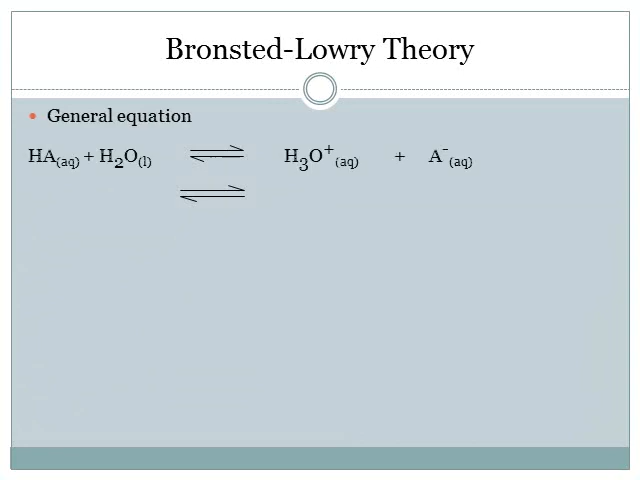 Bronsted-Lowry Theory
• General equation
HA(aq) + H2O(l) ⇌ H3O+(aq) + A-(aq)
⇌